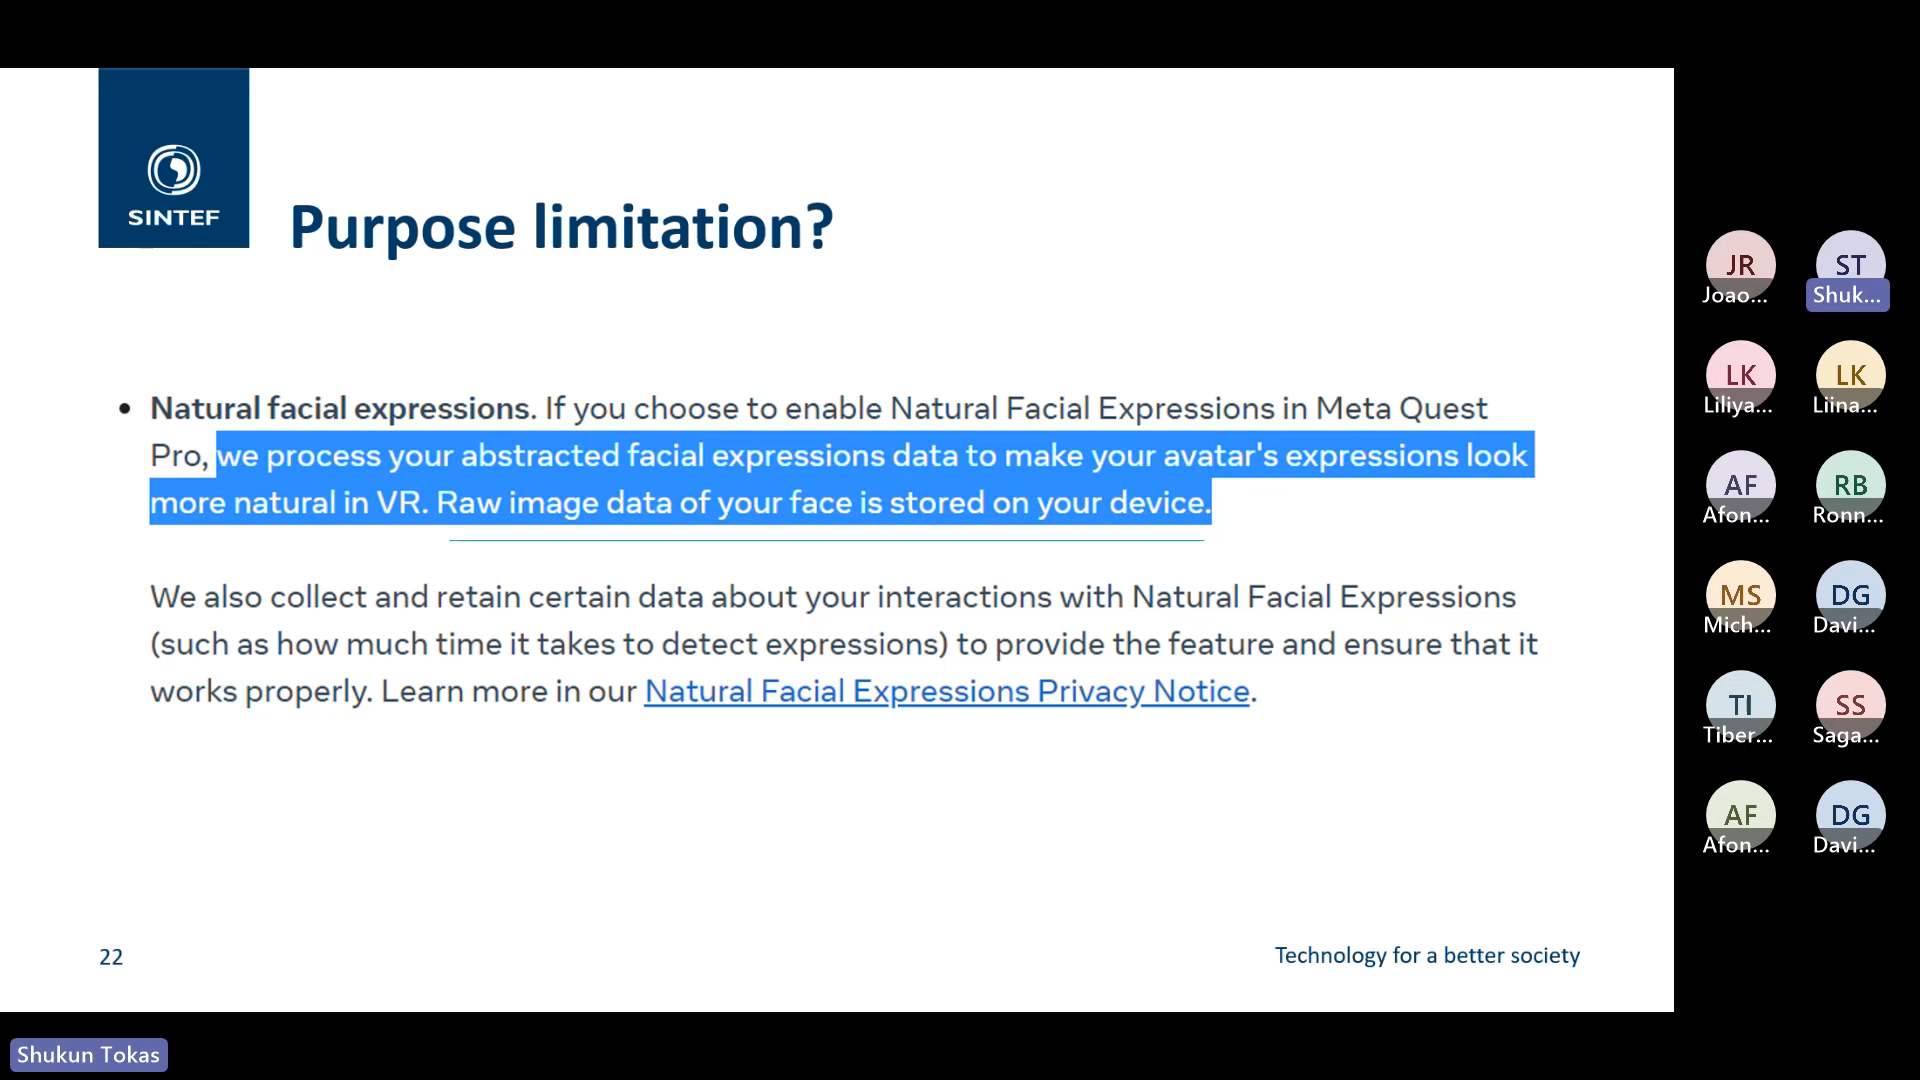 SINTEF
Purpose limitation?
• Natural facial expressions. If you choose to enable Natural Facial Expressions in Meta Quest
Pro, we process your abstracted facial expressions data to make your avatar's expressions look
more natural in VR. Raw image data of your face is stored on your device.
We also collect and retain certain data about your interactions with Natural Facial Expressions
(such as how much time it takes to detect expressions) to provide the feature and ensure that it
works properly. Learn more in our Natural Facial Expressions Privacy Notice.
22
Technology for a better society
JR
Joao...
ST
Shuk...
LK
Liliya...
LK
Liina...
AF
Afon...
RB
Ronn...
MS
Mich...
DG
Davi...
TI
Tiber...
SS
Saga...
AF
Afon...
DG
Davi...
Shukun Tokas